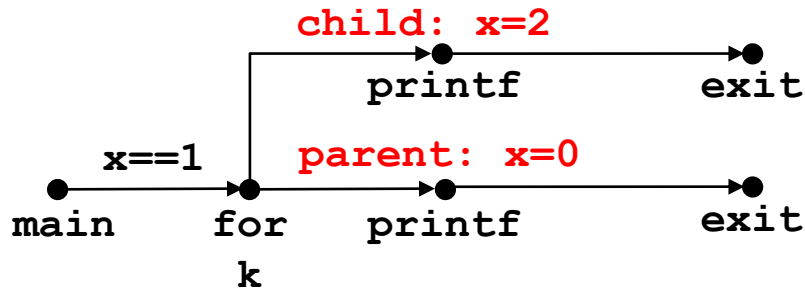 child: x=2
printf exit
x==1 parent: x=0
main for printf exit
k